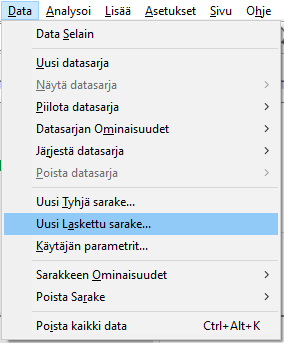 Data Analysoi Lisää Asetukset Sivu Ohje
Data Selain
Uusi datasarja
Näytä datasarja
Piilota datasarja
Datasarjan Ominaisuudet
Järjestä datasarja
Poista datasarja
Uusi Tyhjä sarake...
Uusi Laskettu sarake...
Käytäjän parametrit...
Sarakkeen Ominaisuudet
Poista Sarake
Poista kaikki data Ctrl+Alt+K